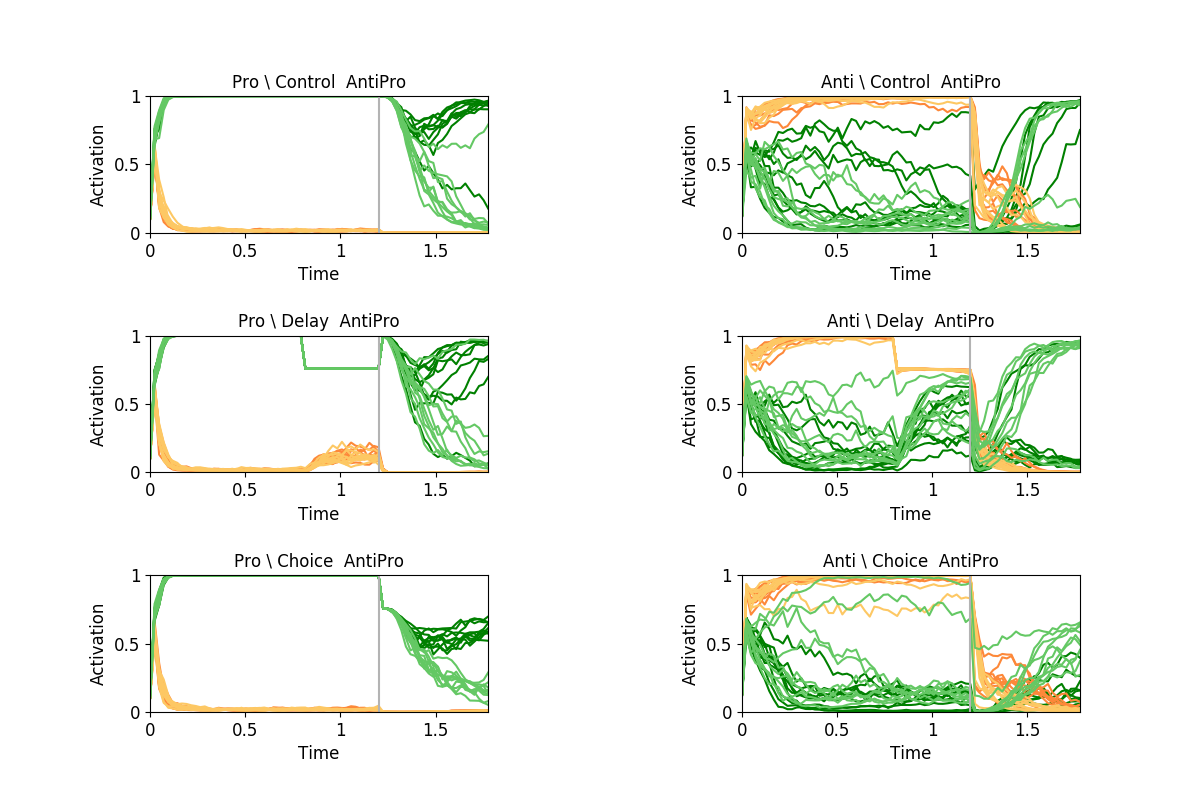 Pro \ Control  AntiPro
1
0.5
0
Activation
0
0.5
1
1.5
Time
Anti \ Control  AntiPro
1
0.5
0
Activation
0
0.5
1
1.5
Time
Pro \ Delay  AntiPro
1
0.5
0
Activation
0
0.5
1
1.5
Time
Anti \ Delay  AntiPro
1
0.5
0
Activation
0
0.5
1
1.5
Time
Pro \ Choice  AntiPro
1
0.5
0
Activation
0
0.5
1
1.5
Time
Anti \ Choice  AntiPro
1
0.5
0
Activation
0
0.5
1
1.5
Time